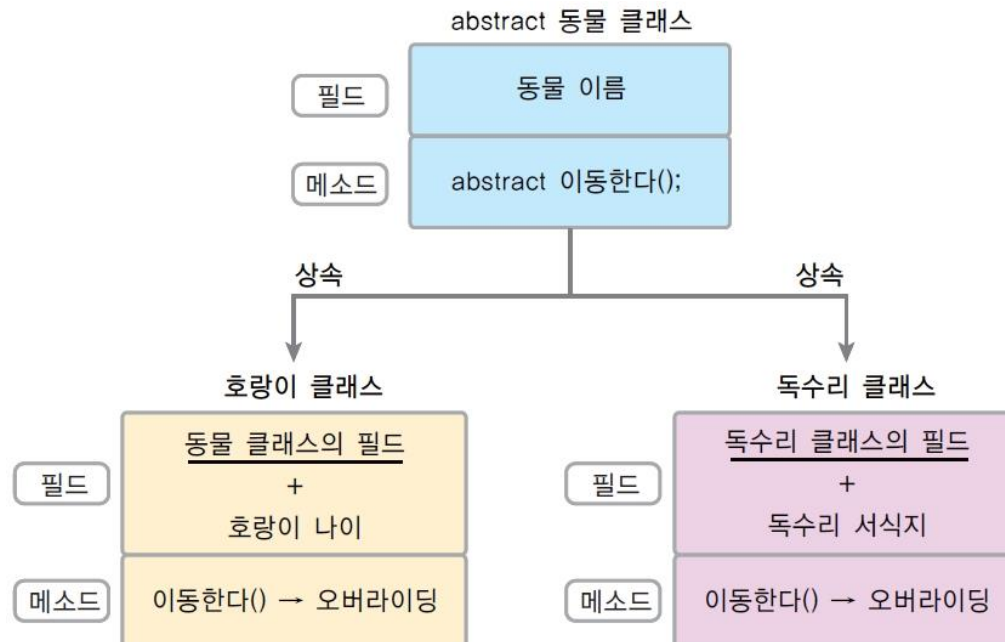 abstract 동물 클래스
필드
동물 이름
메소드
abstract 이동한다();
상속
상속
호랑이 클래스
독수리 클래스
필드
동물 클래스의 필드
+
호랑이 나이
필드
독수리 클래스의 필드
+
독수리 서식지
메소드
이동한다() → 오버라이딩
메소드
이동한다() → 오버라이딩